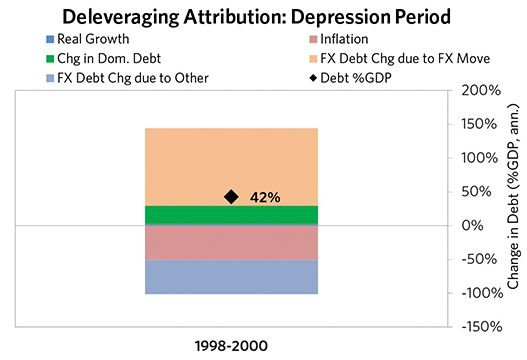 Deleveraging Attribution: Depression Period
Real Growth
Inflation
Chg in Dom. Debt
FX Debt Chg due to FX Move
FX Debt Chg due to Other
Debt %GDP
200%
150%
100%
50%
0%
-50%
-100%
-150%
Change in Debt (%GDP, ann.)
42%
1998-2000